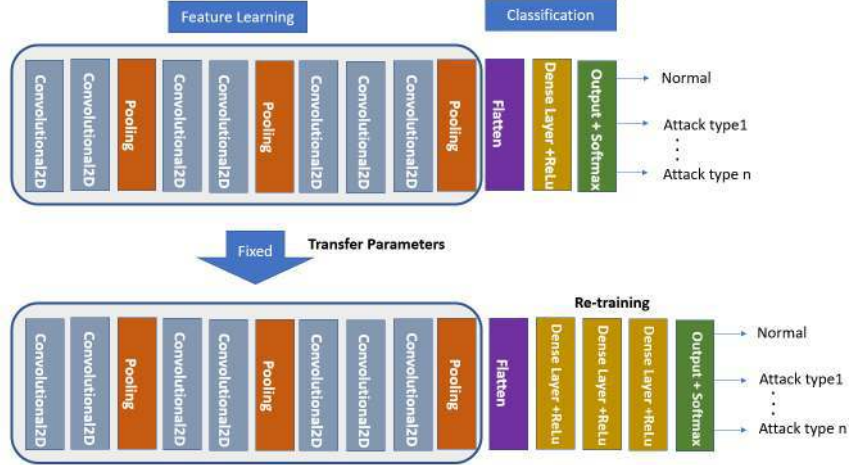 Feature Learning
Classification
Convolutional2D
Convolutional2D
Pooling
Convolutional2D
Convolutional2D
Pooling
Convolutional2D
Convolutional2D
Convolutional2D
Pooling
Flatten
Dense Layer +ReLu
Output + Softmax
Normal
Attack type1
Attack type n
Fixed
Transfer Parameters
Re-training
Convolutional2D
Convolutional2D
Pooling
Convolutional2D
Convolutional2D
Pooling
Convolutional2D
Convolutional2D
Convolutional2D
Pooling
Flatten
Dense Layer +ReLu
Dense Layer +ReLu
Dense Layer +ReLu
Output + Softmax
Normal
Attack type1
Attack type n